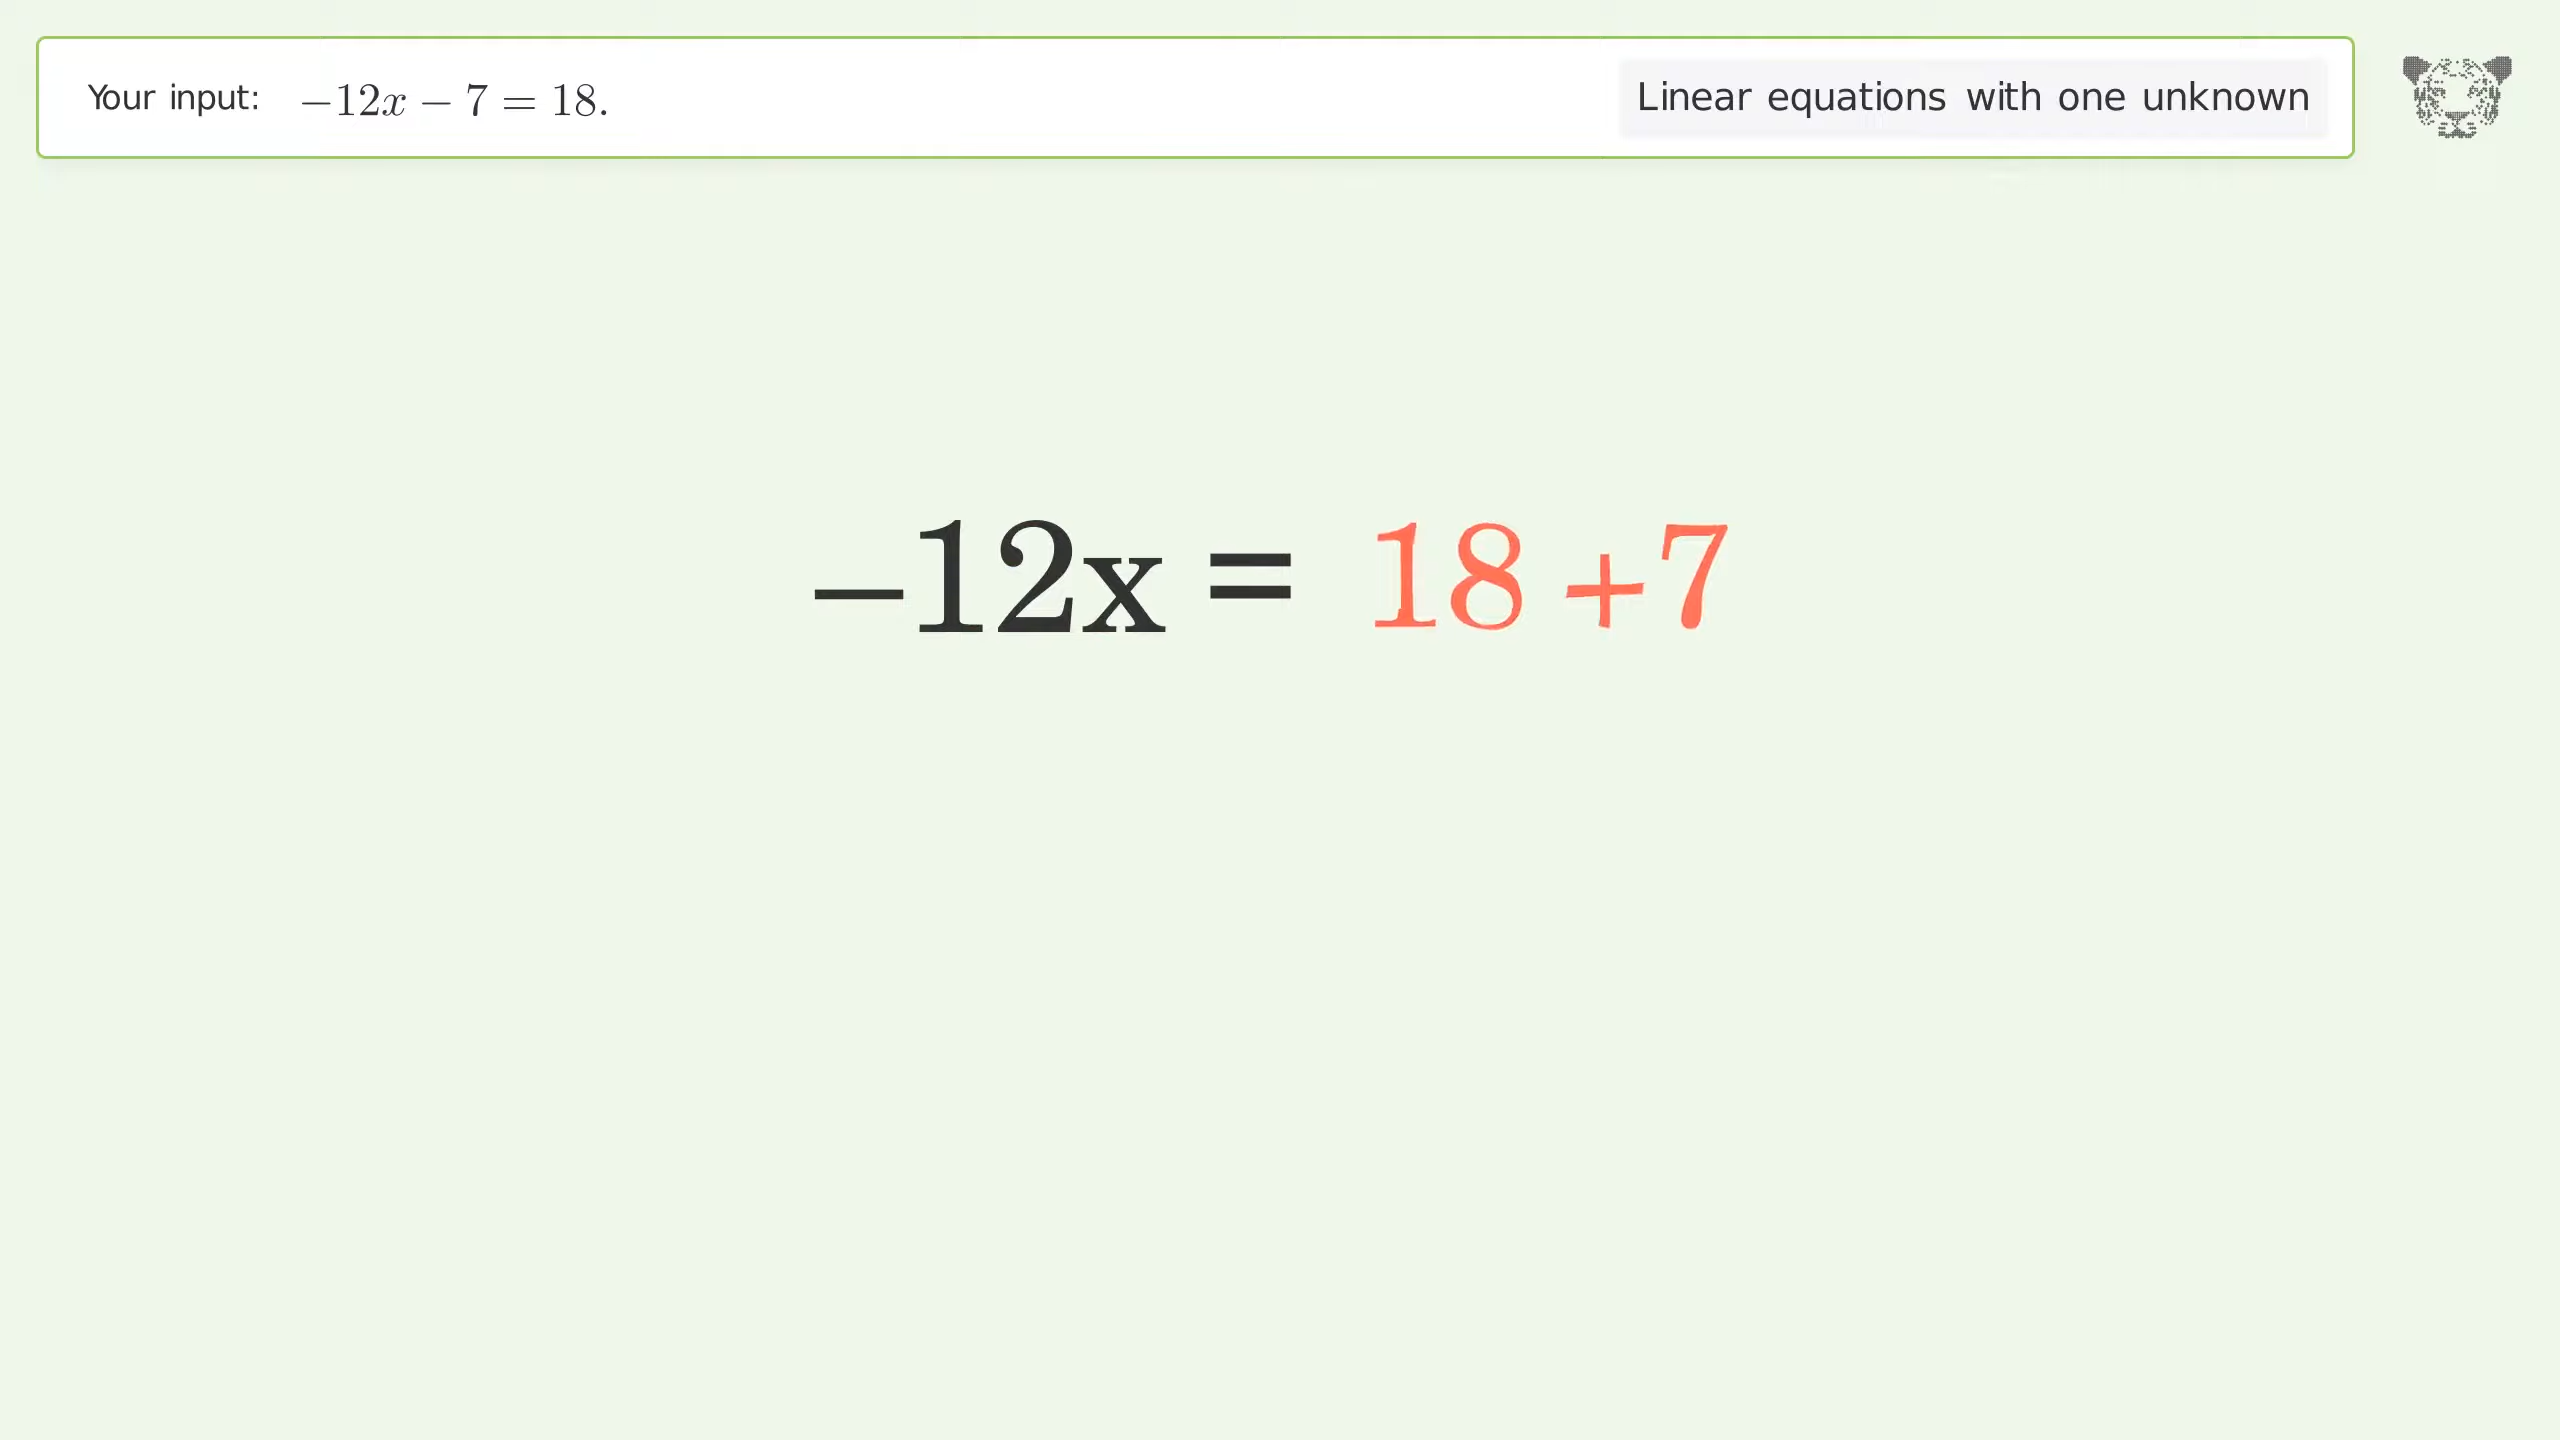 Your input: −12x − 7 = 18.
Linear equations with one unknown
−12x = 18 +7